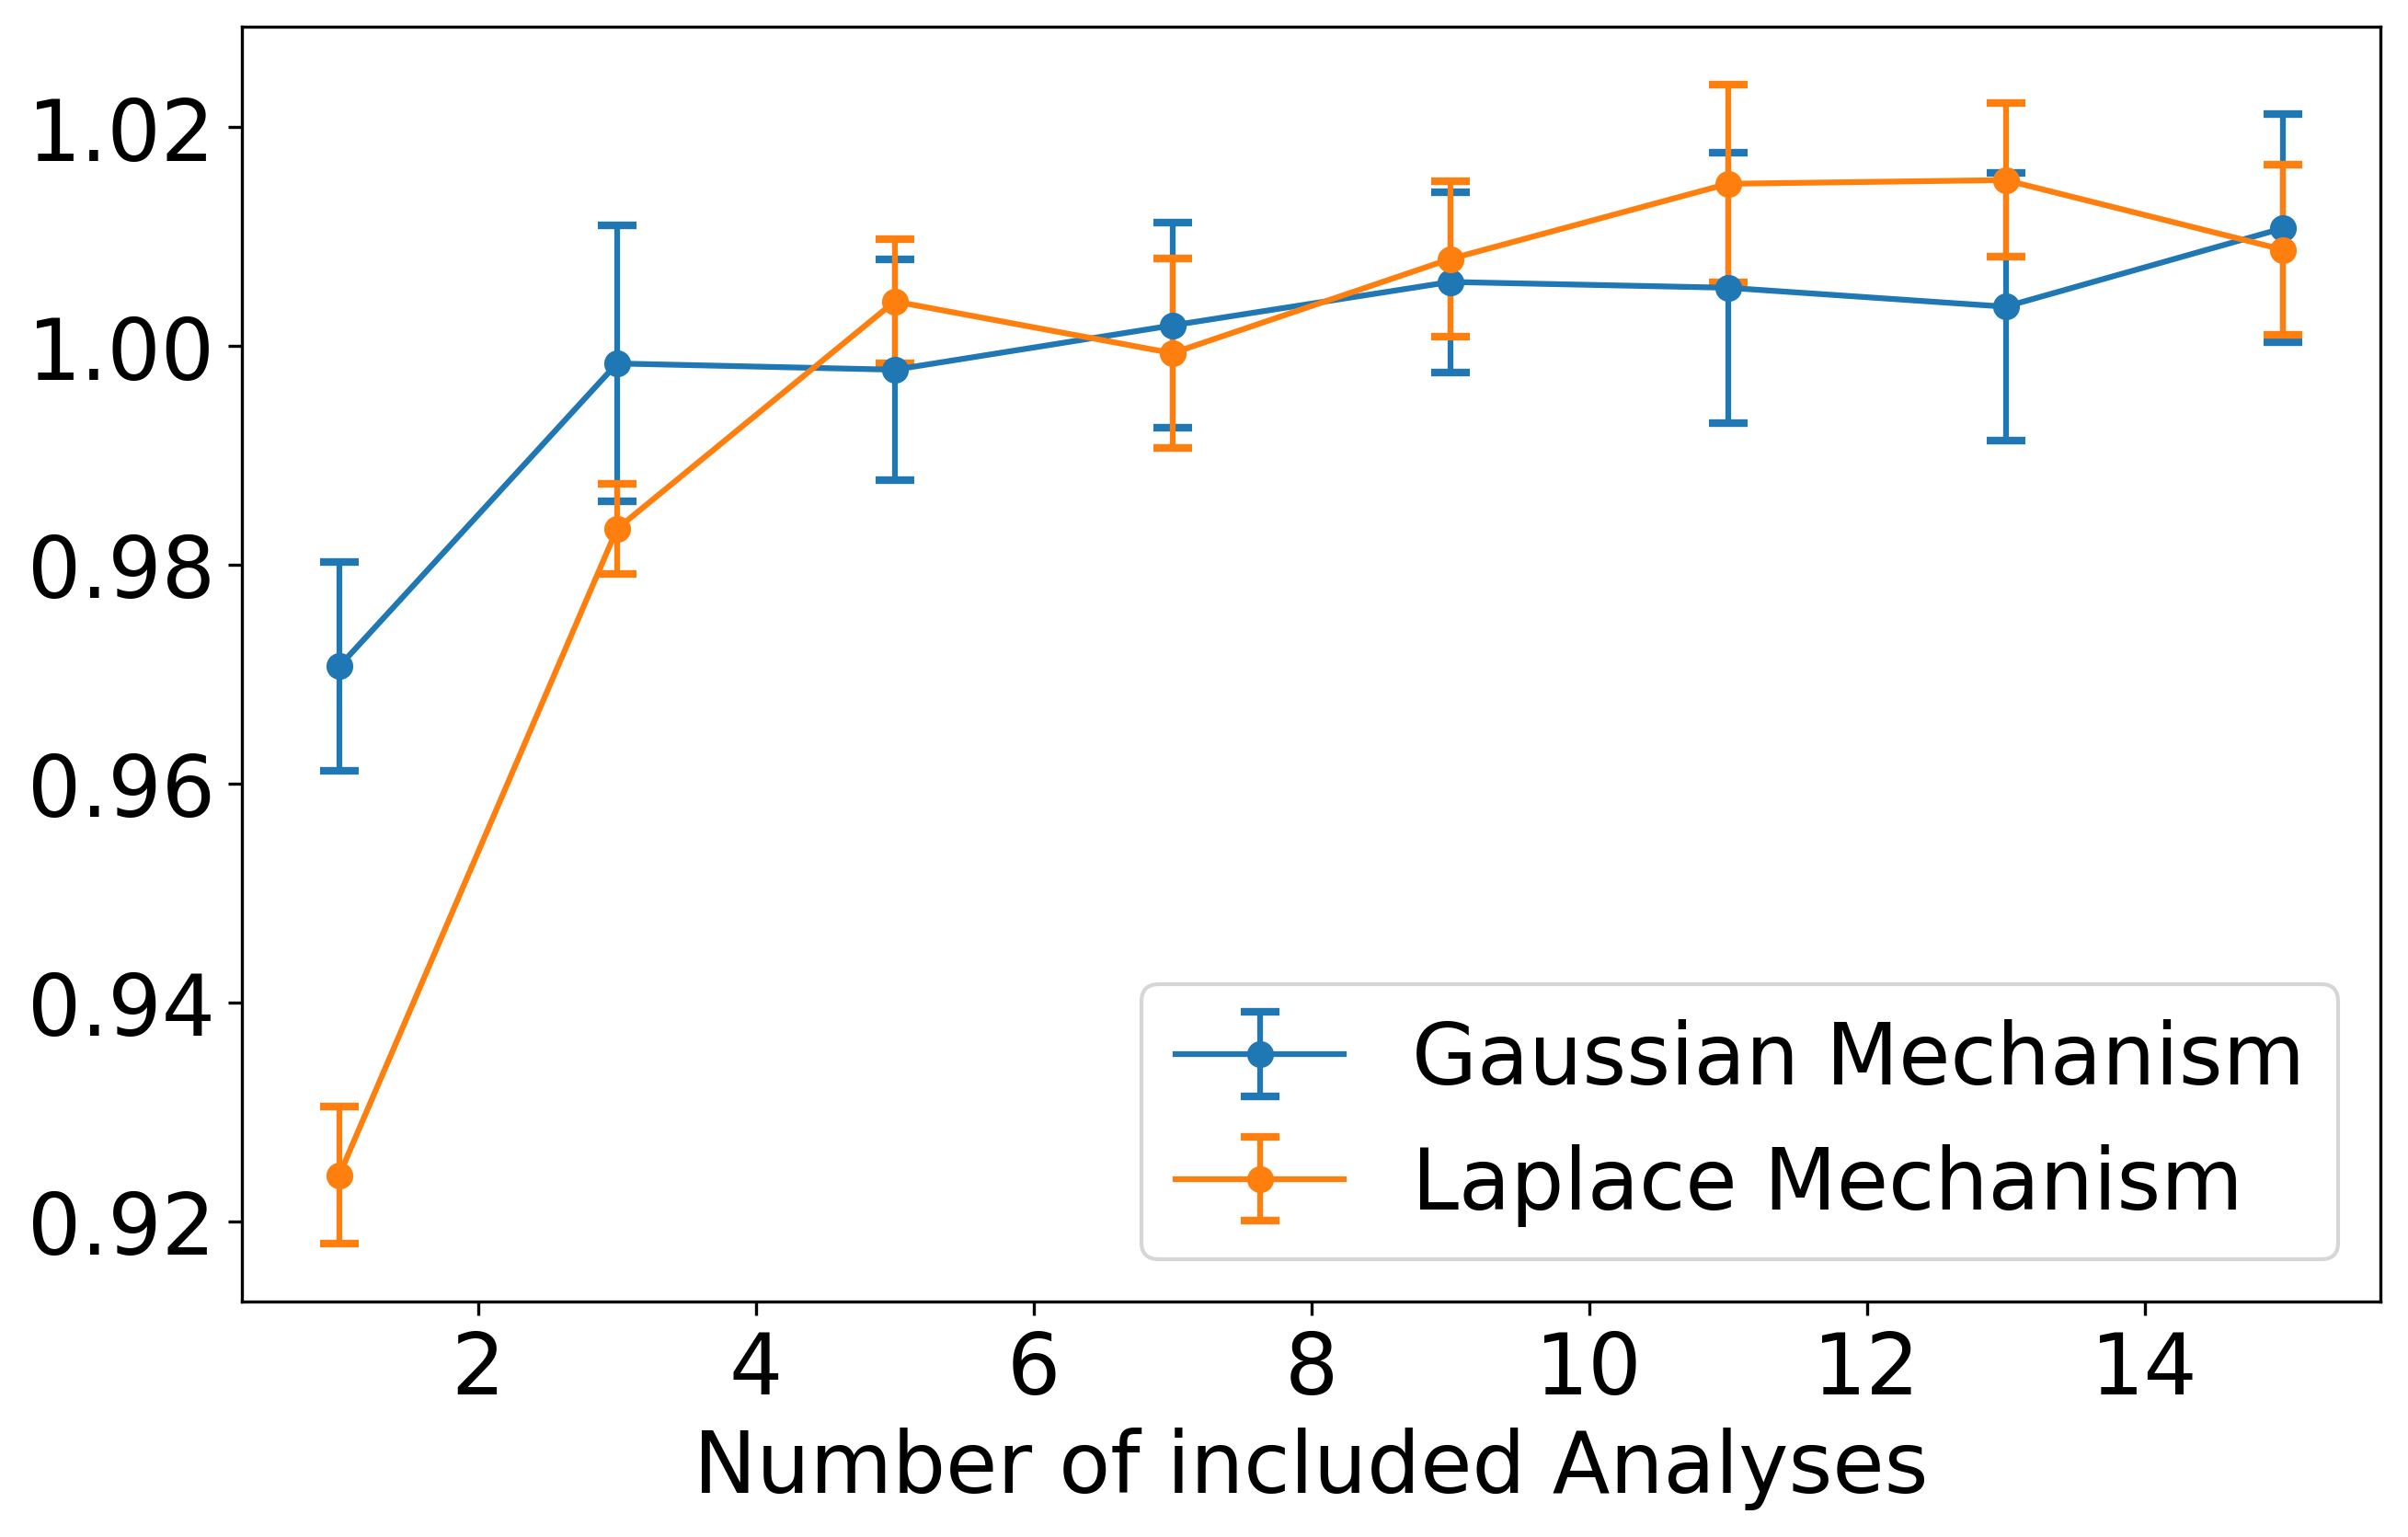 1.02
1.00
0.98
0.96
0.94
0.92
Gaussian Mechanism
Laplace Mechanism
2 4 6 8 10 12 14
Number of included Analyses